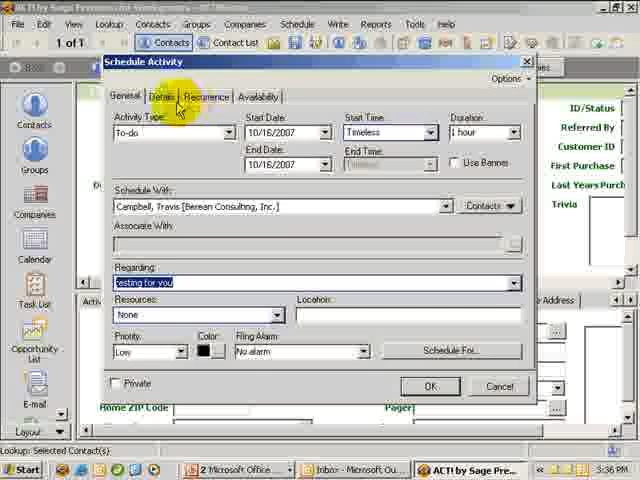 File Edit View Lookup Contacts Groups Companies Schedule Write Reports Tools Help
1 of 1 Contacts Contact List
Schedule Activity
Options
General Details Recurrence Availability
Activity Type: Start Date: Start Time: Duration
To-do 10/16/2007 Timeless 1 hour
End Date: End Time:
10/16/2007 Timeless Use Banner
Schedule With:
Campbell, Travis [Berean Consulting, Inc.] Contacts
Associate With:
Regarding:
testing for you
Resources: Location:
None
Priority: Color: Ring Alarm:
Low No alarm Schedule For...
Private OK Cancel
ID/Status
Referred By
Customer ID
First Purchase
Last Years Purch
Trivia
Address
Home ZIP Code Pager
Contacts
Groups
Companies
Calendar
Task List
Opportunity
List
E-mail
Layout:
Lookup: Selected Contact(s)
Start 2 Microsoft Office ... Inbox - Microsoft Ou... ACT! by Sage Pre... 5:36 PM